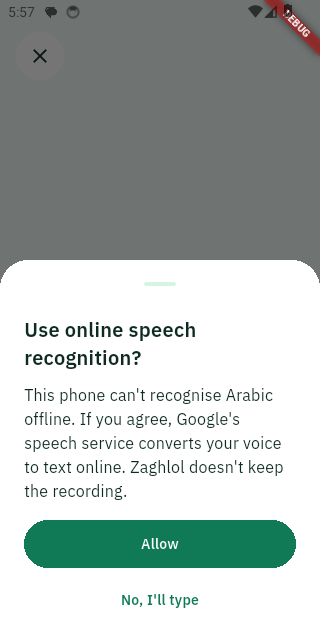 5:57
DEBUG
Use online speech
recognition?
This phone can't recognise Arabic
offline. If you agree, Google's
speech service converts your voice
to text online. Zaghlol doesn't keep
the recording.
Allow
No, I'll type